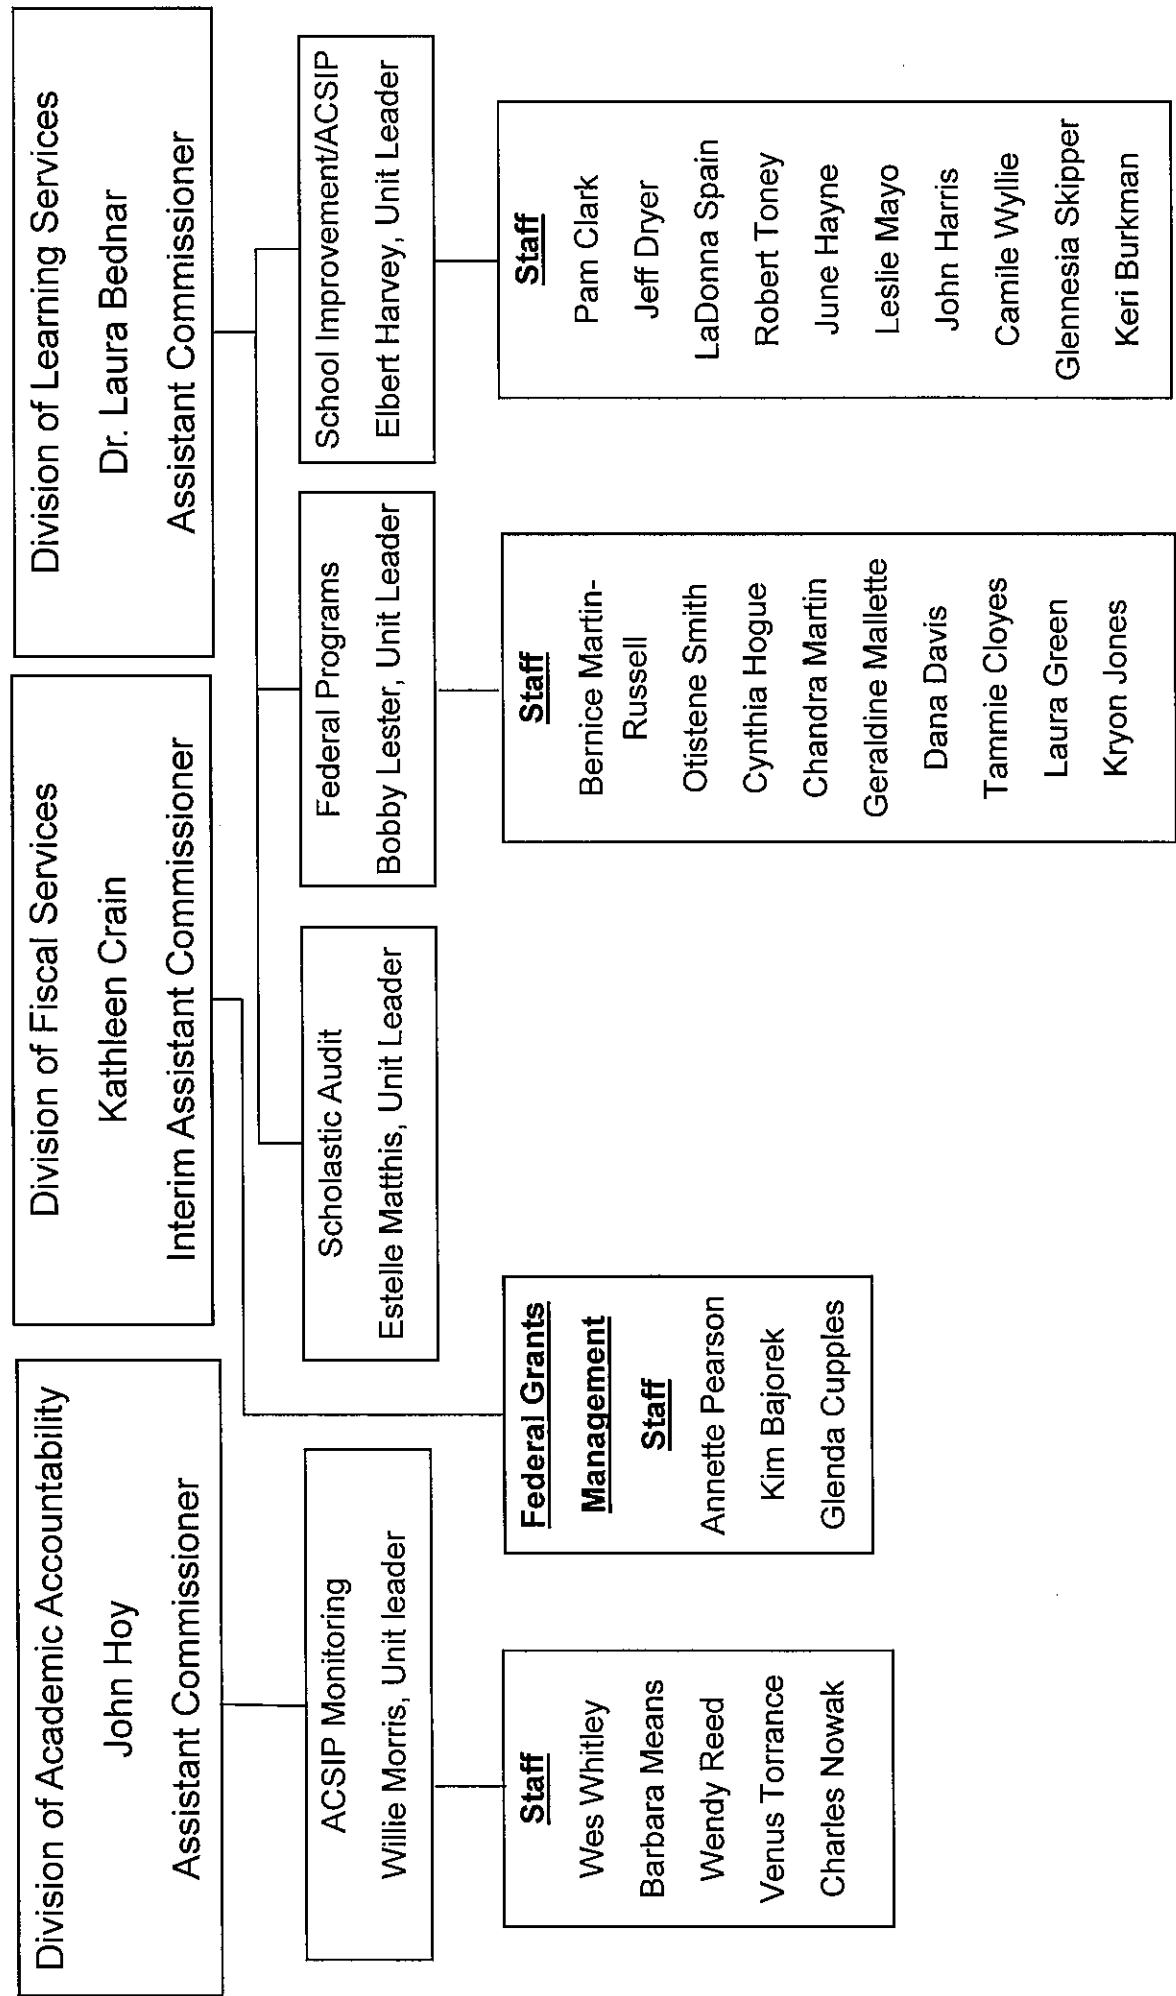 Division of Academic Accountability
John Hoy
Assistant Commissioner
Division of Fiscal Services
Kathleen Crain
Interim Assistant Commissioner
Division of Learning Services
Dr. Laura Bednar
Assistant Commissioner
ACSIP Monitoring
Willie Morris, Unit leader
Scholastic Audit
Estelle Matthis, Unit Leader
Federal Programs
Bobby Lester, Unit Leader
School Improvement/ACSIP
Elbert Harvey, Unit Leader
Staff
Wes Whitley
Barbara Means
Wendy Reed
Venus Torrance
Charles Nowak
Federal Grants
Management
Staff
Annette Pearson
Kim Bajorek
Glenda Cupples
Staff
Bernice Martin-
Russell
Otistene Smith
Cynthia Hogue
Chandra Martin
Geraldine Mallette
Dana Davis
Tammie Cloyes
Laura Green
Kryon Jones
Staff
Pam Clark
Jeff Dryer
LaDonna Spain
Robert Toney
June Hayne
Leslie Mayo
John Harris
Camile Wyllie
Glennesia Skipper
Keri Burkman